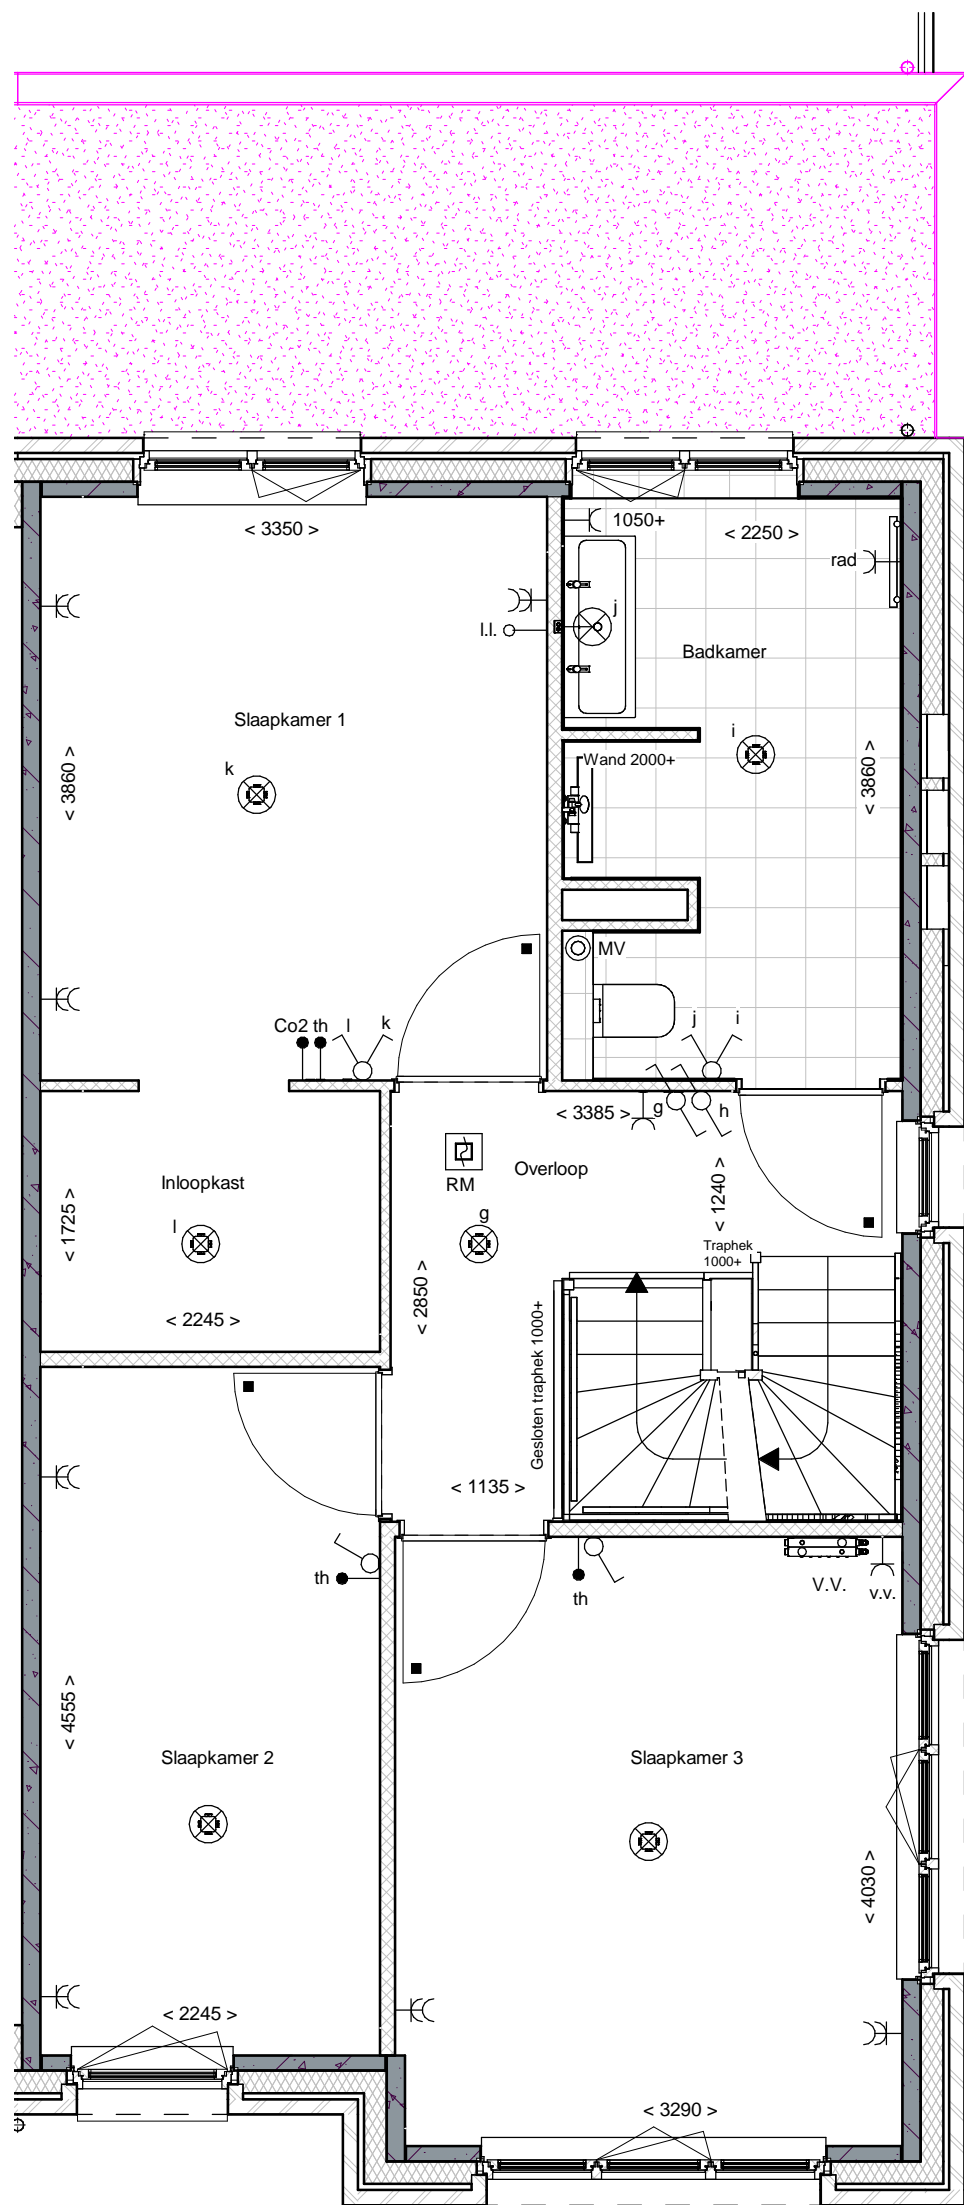 < 3350 >
1050+
< 2250 >
rad
j
l.l.
Badkamer
Slaapkamer 1
i
k
Wand 2000+
< 3860 >
< 3860 >
MV
Co2 th
l
k
j
i
< 3385 >
g
h
Overloop
RM
Inloopkast
l
g
< 1725 >
< 1240 >
Traphek
1000+
< 2850 >
< 2245 >
Gesloten traphek 1000+
< 1135 >
th
th
V.V.
v.v.
< 4555 >
Slaapkamer 2
Slaapkamer 3
< 4030 >
< 2245 >
< 3290 >